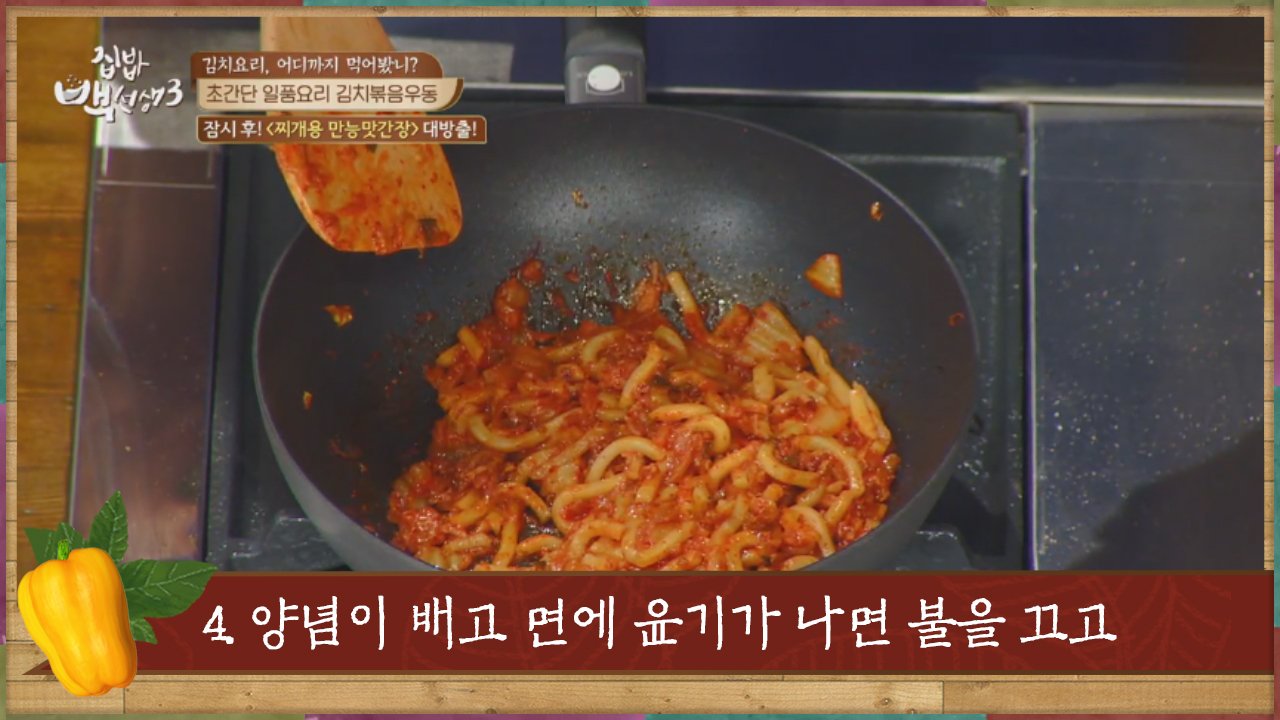 집밥
백선생3
김치요리, 어디까지 먹어봤니?
초간단 일품요리 김치볶음우동
잠시 후! <찌개용 만능맛간장> 대방출!
4. 양념이 배고 면에 윤기가 나면 불을 끄고